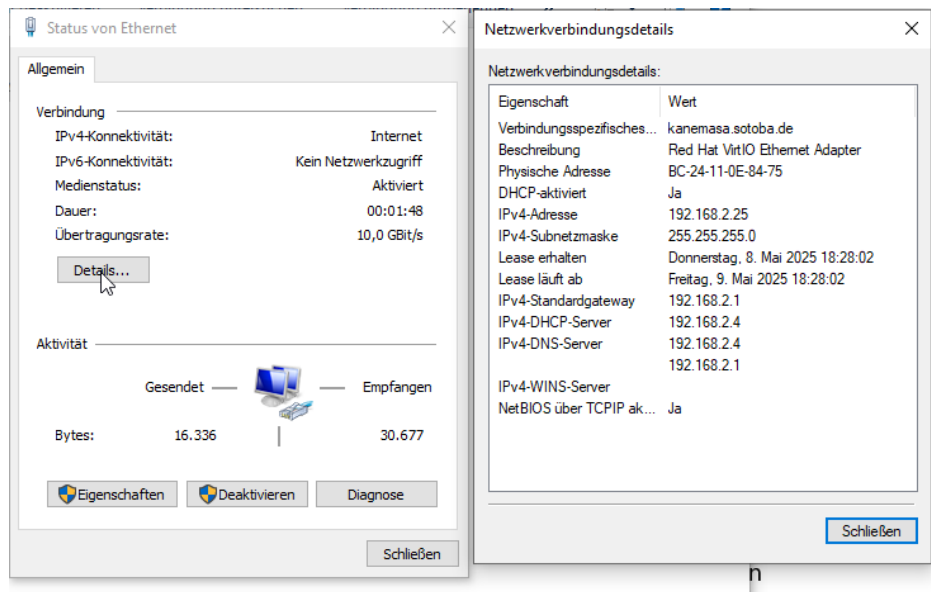 Status von Ethernet
Allgemein
Verbindung
IPv4-Konnektivität: Internet
IPv6-Konnektivität: Kein Netzwerkzugriff
Medienstatus: Aktiviert
Dauer: 00:01:48
Übertragungsrate: 10,0 GBit/s
Details...
Aktivität
Gesendet Empfangen
Bytes: 16.336 30.677
Eigenschaften Deaktivieren Diagnose
Schließen
Netzwerkverbindungsdetails
Netzwerkverbindungsdetails:
Eigenschaft Wert
Verbindungsspezifisches... kanemasa.sotoba.de
Beschreibung Red Hat VirtIO Ethernet Adapter
Physische Adresse BC-24-11-0E-84-75
DHCP-aktiviert Ja
IPv4-Adresse 192.168.2.25
IPv4-Subnetzmaske 255.255.255.0
Lease erhalten Donnerstag, 8. Mai 2025 18:28:02
Lease läuft ab Freitag, 9. Mai 2025 18:28:02
IPv4-Standardgateway 192.168.2.1
IPv4-DHCP-Server 192.168.2.4
IPv4-DNS-Server 192.168.2.4
192.168.2.1
IPv4-WINS-Server
NetBIOS über TCPIP ak... Ja
Schließen
n